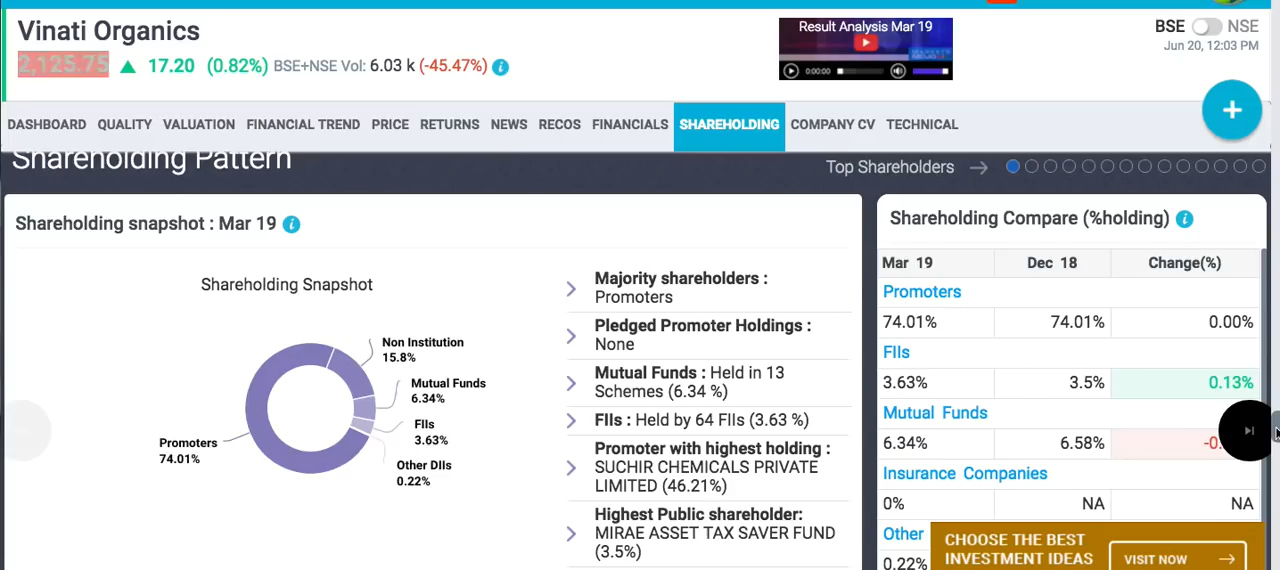 Vinati Organics
2,125.75 ▲ 17.20 (0.82%) BSE+NSE Vol: 6.03 k (-45.47%)
Result Analysis Mar 19
0:00:00
BSE NSE
Jun 20, 12:03 PM
+
DASHBOARD QUALITY VALUATION FINANCIAL TREND PRICE RETURNS NEWS RECOS FINANCIALS SHAREHOLDING COMPANY CV TECHNICAL
Shareholding Pattern
Top Shareholders →
Shareholding snapshot : Mar 19
Shareholding Snapshot
Non Institution
15.8%
Mutual Funds
6.34%
FIIs
3.63%
Other DIIs
0.22%
Promoters
74.01%
Majority shareholders :
Promoters
Pledged Promoter Holdings :
None
Mutual Funds : Held in 13
Schemes (6.34 %)
FIIs : Held by 64 FIIs (3.63 %)
Promoter with highest holding :
SUCHIR CHEMICALS PRIVATE
LIMITED (46.21%)
Highest Public shareholder:
MIRAE ASSET TAX SAVER FUND
(3.5%)
Shareholding Compare (%holding)
Mar 19 Dec 18 Change(%)
Promoters
74.01% 74.01% 0.00%
FIIs
3.63% 3.5% 0.13%
Mutual Funds
6.34% 6.58%
Insurance Companies
0% NA NA
Other
0.22%
CHOOSE THE BEST
INVESTMENT IDEAS
VISIT NOW →